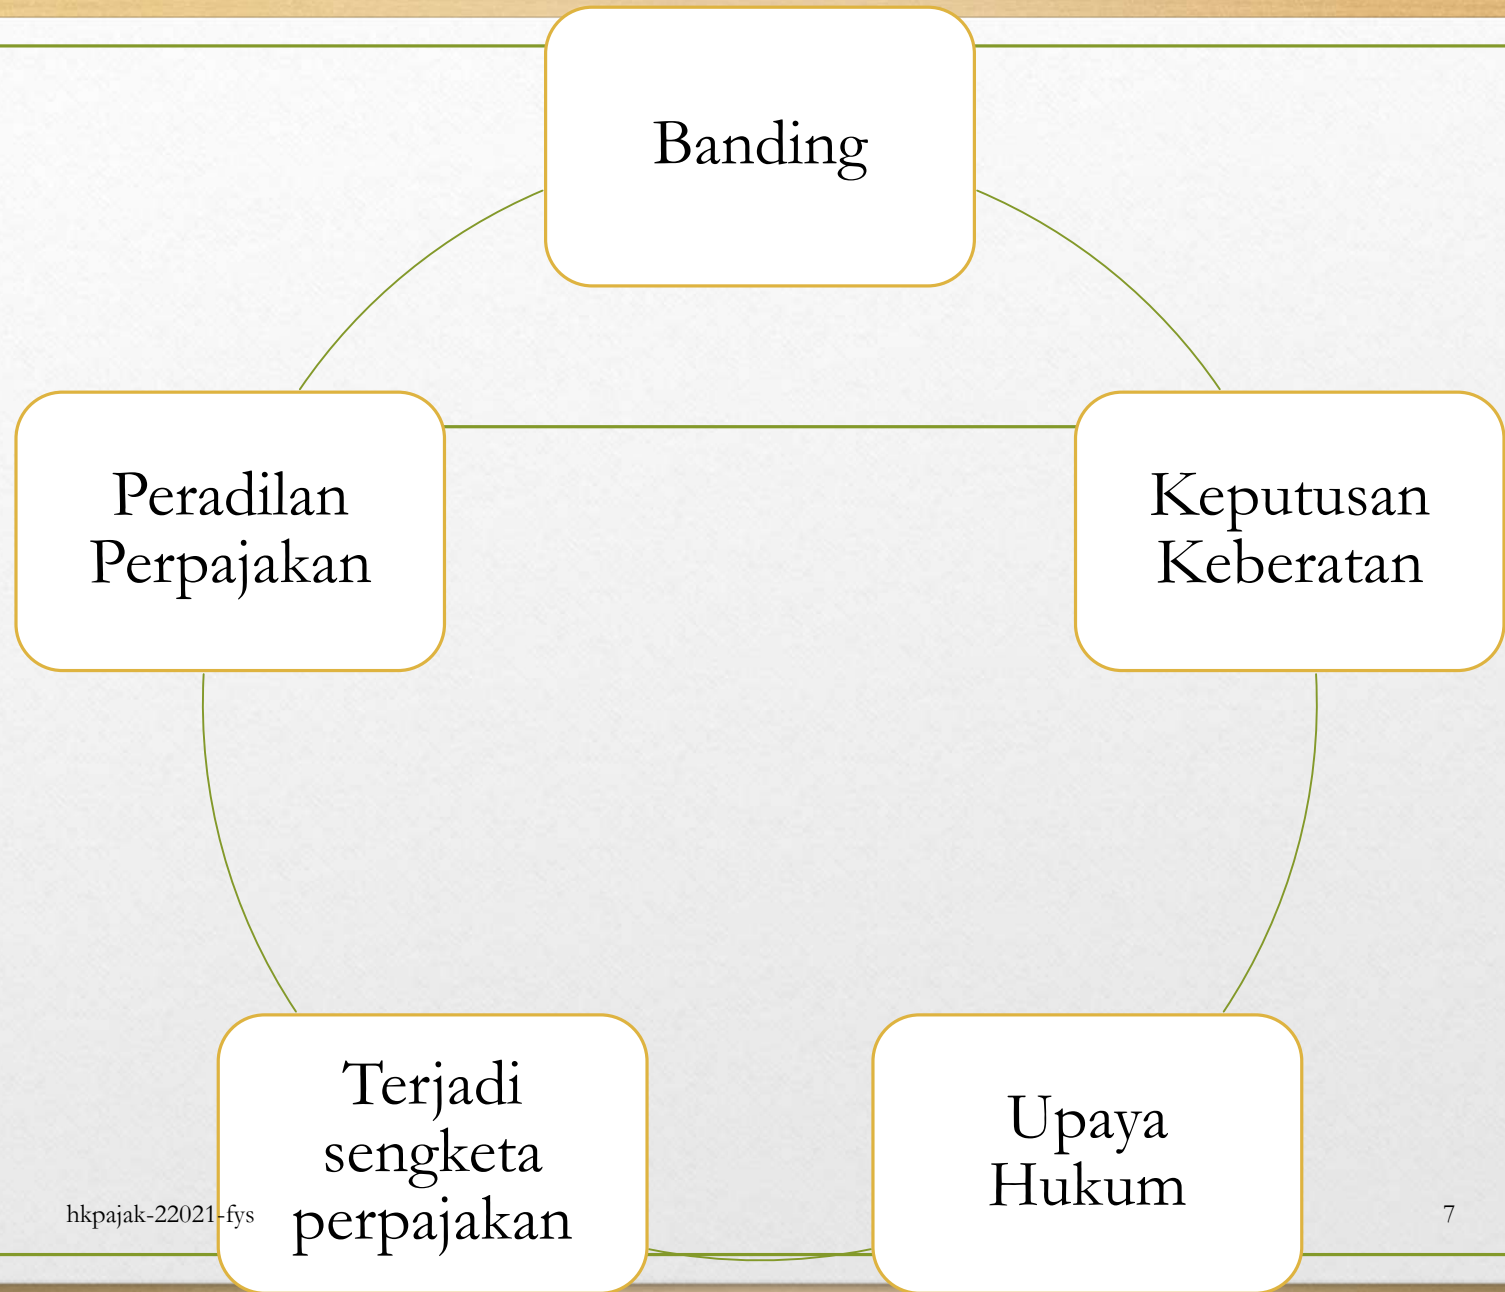 Banding
Peradilan
Perpajakan
Keputusan
Keberatan
Terjadi
sengketa
perpajakan
Upaya
Hukum
hkpajak-22021-fys
7